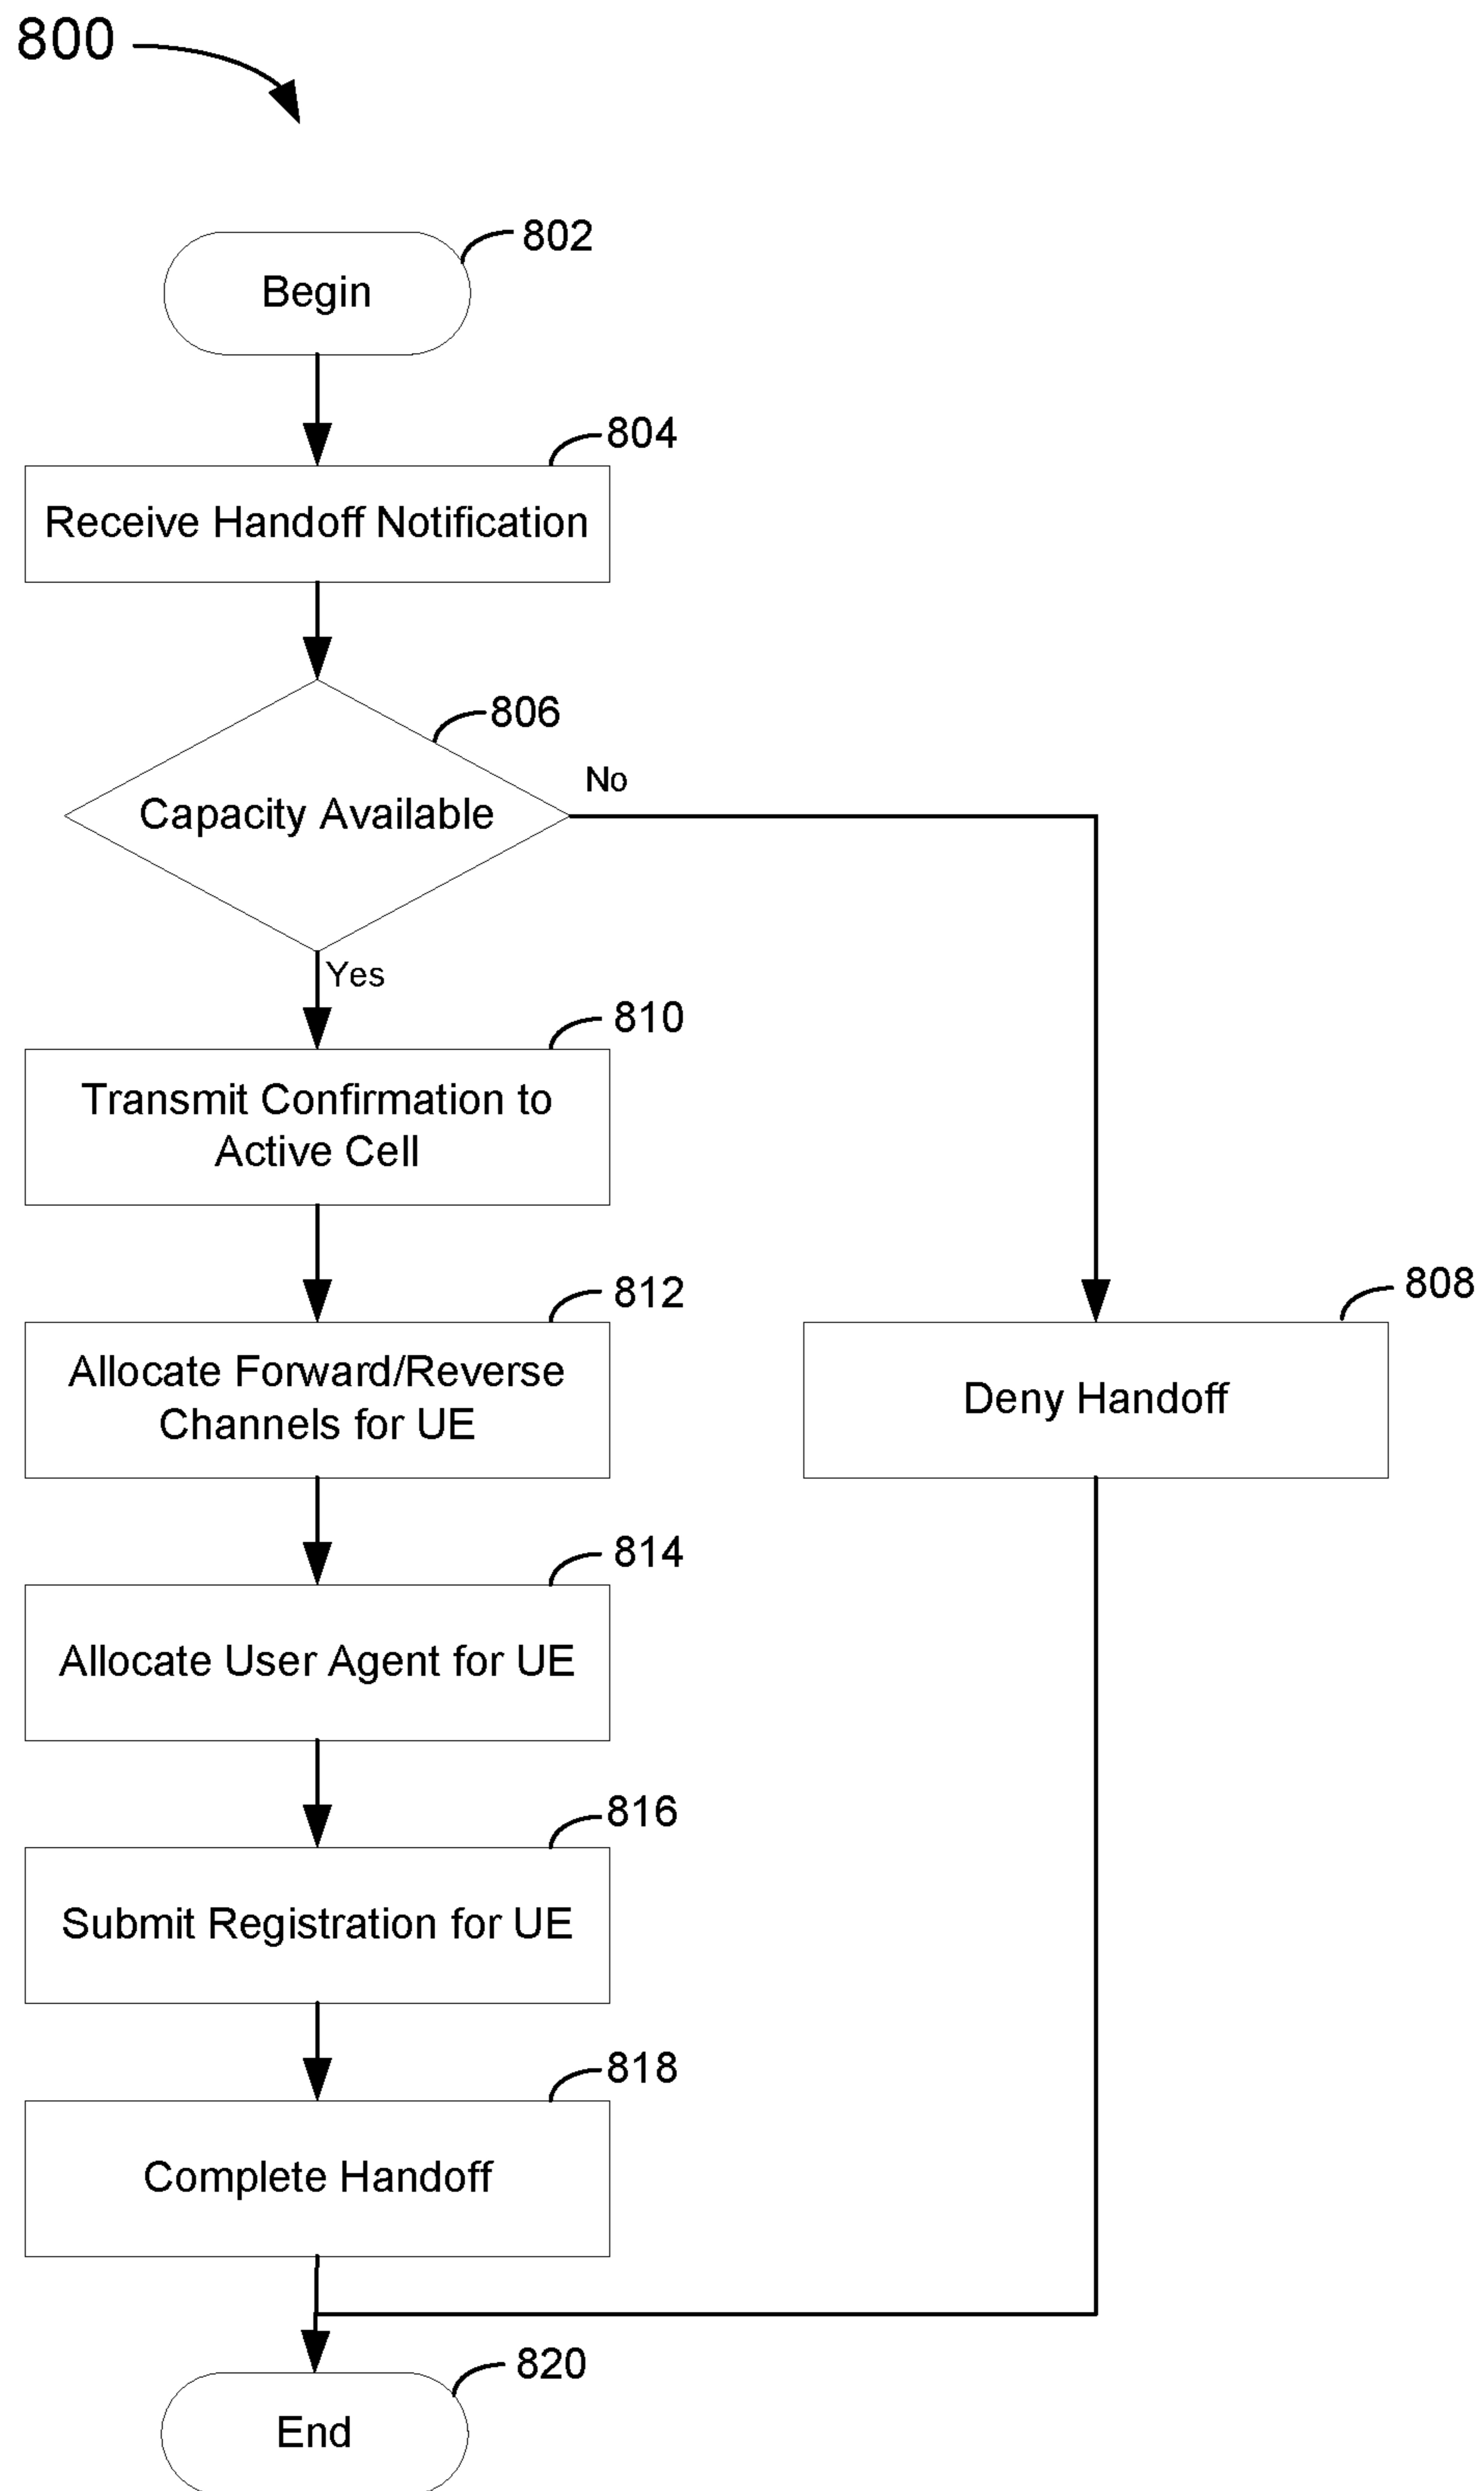 800
802
Begin
804
Receive Handoff Notification
806
Capacity Available
No
Yes
810
Transmit Confirmation to
Active Cell
812
Allocate Forward/Reverse
Channels for UE
808
Deny Handoff
814
Allocate User Agent for UE
816
Submit Registration for UE
818
Complete Handoff
820
End